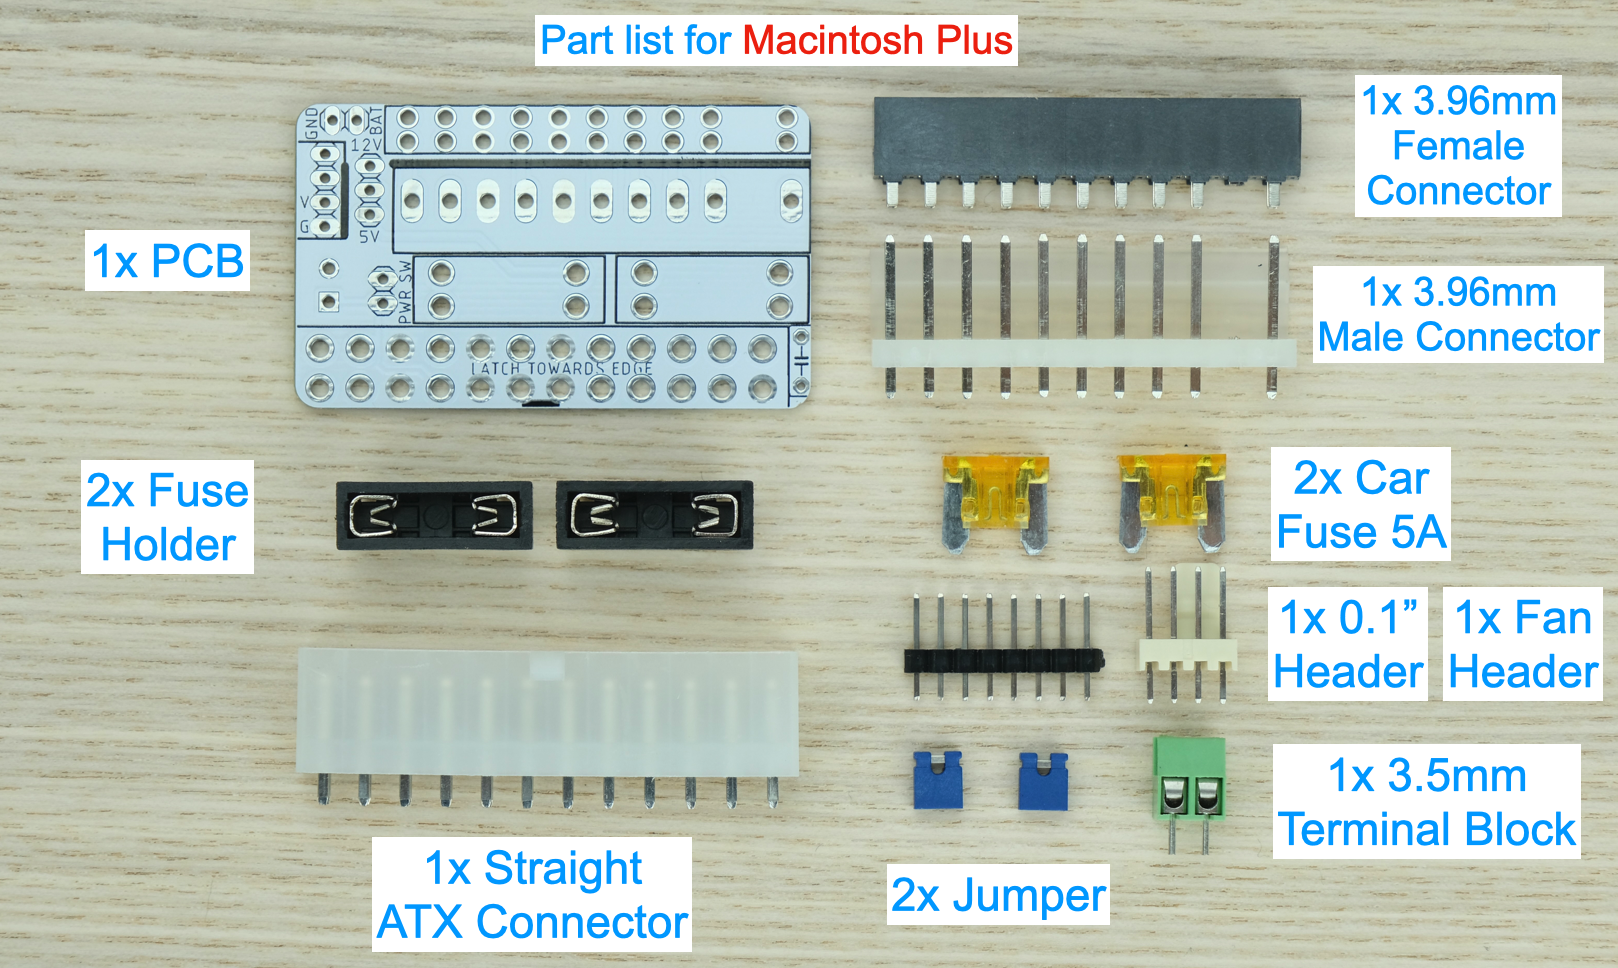 Part list for Macintosh Plus
1x 3.96mm
Female
Connector
GND
BAT
12V
V
G
5V
1x PCB
PWR SW
1x 3.96mm
Male Connector
LATCH TOWARDS EDGE
2x Fuse
Holder
2x Car
Fuse 5A
1x 0.1”
Header
1x Fan
Header
1x 3.5mm
Terminal Block
1x Straight
ATX Connector
2x Jumper